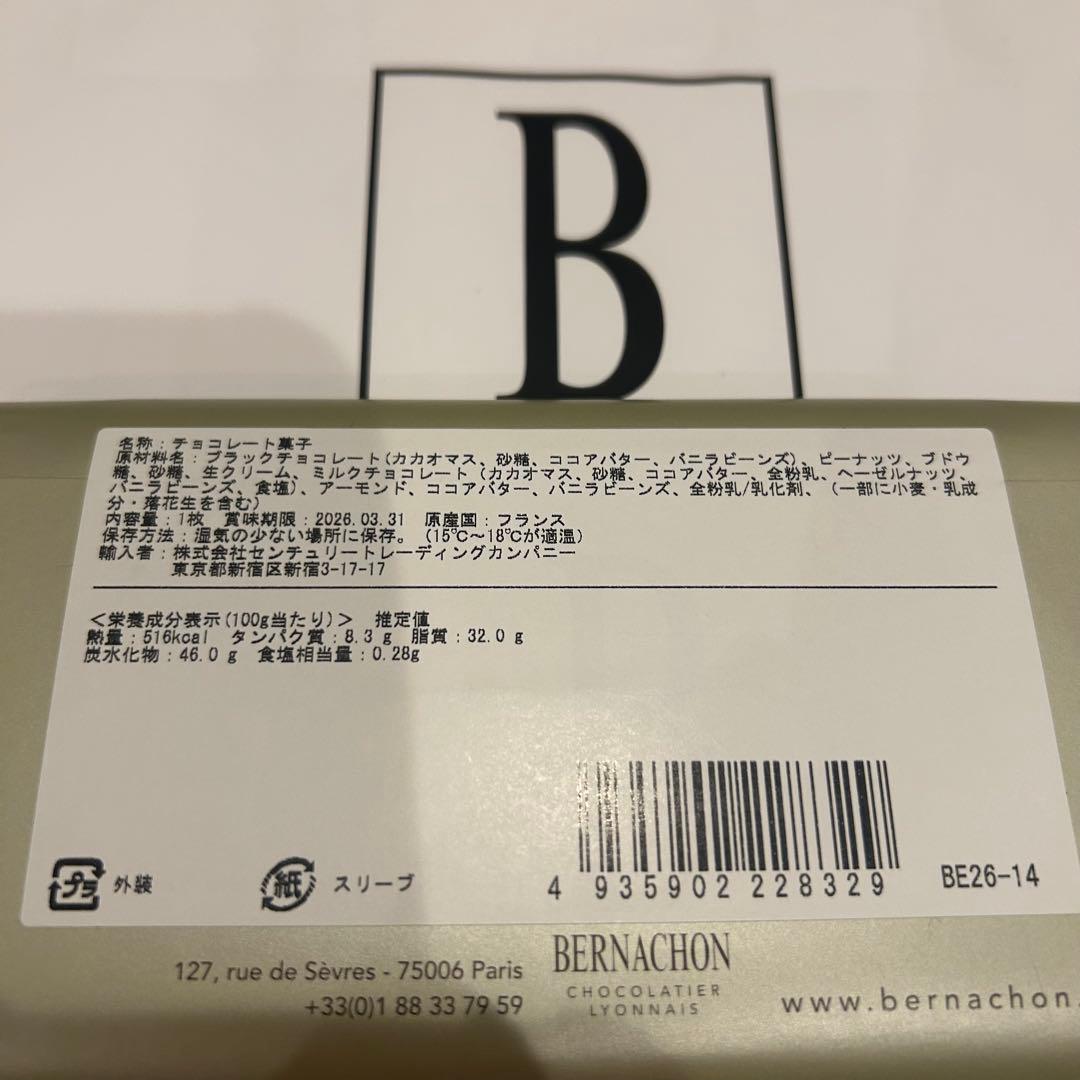 B
名称：チョコレート菓子
原材料名：ブラックチョコレート(カカオマス、砂糖、ココアバター、バニラビーンズ)、ピーナッツ、ブドウ
糖、砂糖、生クリーム、ミルクチョコレート（カカオマス、砂糖、ココアバター、全粉乳、ヘーゼルナッツ、
バニラビーンズ、食塩)、アーモンド、ココアバター、バニラビーンズ、全粉乳/乳化剤、（一部に小麦・乳成
分・落花生を含む）
内容量：1枚　賞味期限：2026.03.31　原産国：フランス
保存方法：湿気の少ない場所に保存。（15℃～18℃が適温）
輸入者：株式会社センチュリートレーディングカンパニー
東京都新宿区新宿3-17-17
＜栄養成分表示(100g当たり)＞　推定値
熱量：516kcal　タンパク質：8.3 g　脂質：32.0 g
炭水化物：46.0 g　食塩相当量：0.28g
プラ 外装　紙 スリーブ
4 935902 228329
BE26-14
127, rue de Sèvres - 75006 Paris
+33(0)1 88 33 79 59
BERNACHON
CHOCOLATIER
LYONNAIS
www.bernachon.